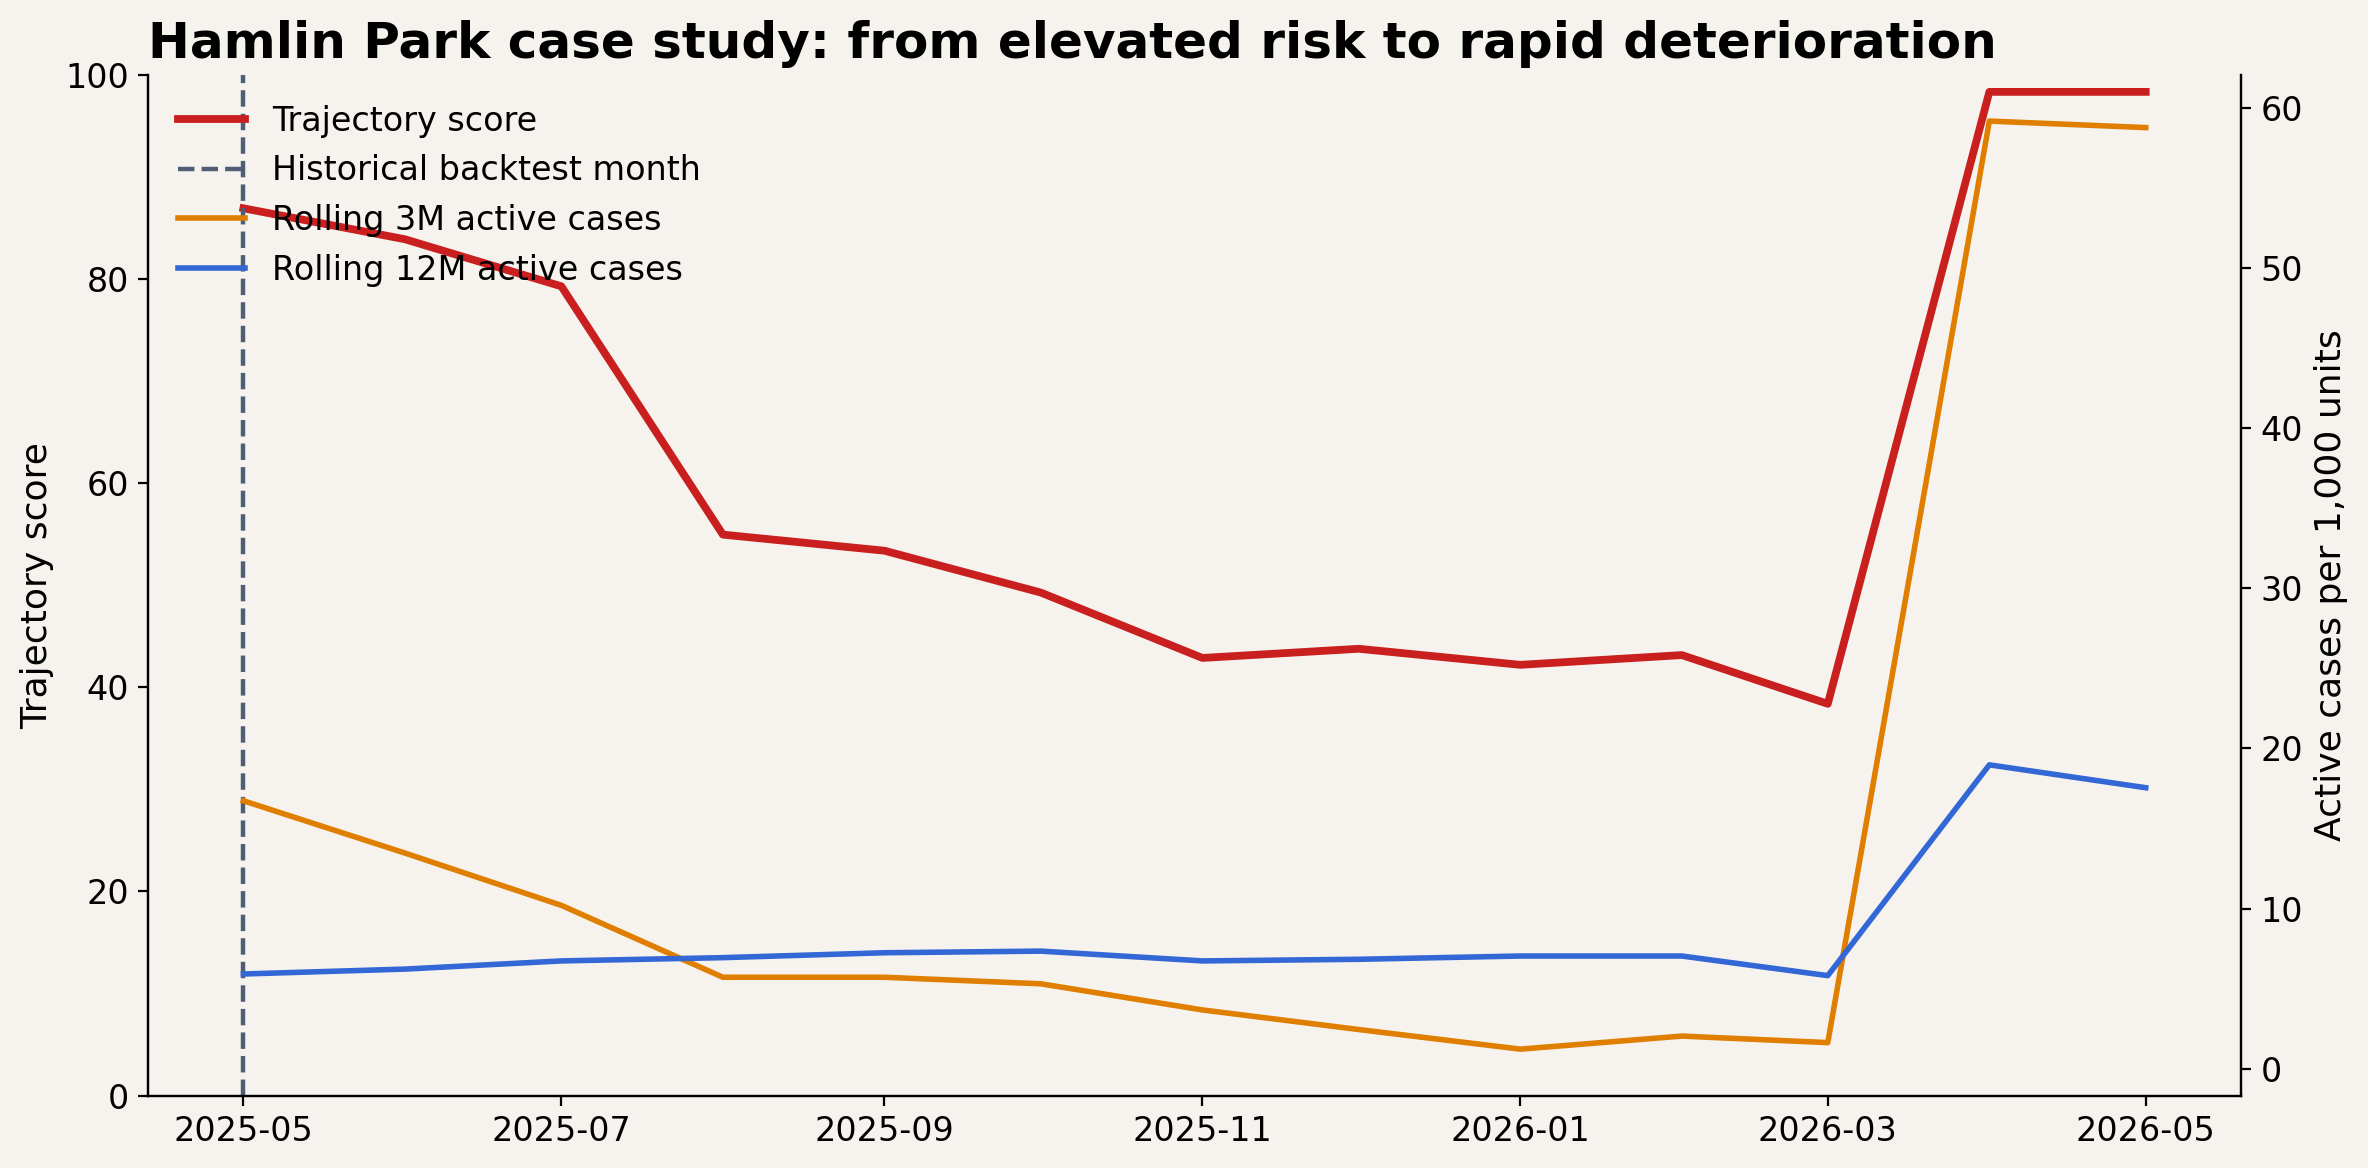 Hamlin Park case study: from elevated risk to rapid deterioration
Trajectory score
Historical backtest month
Rolling 3M active cases
Rolling 12M active cases
Trajectory score
100
80
60
40
20
0
60
50
40
30
20
10
0
Active cases per 1,000 units
2025-05
2025-07
2025-09
2025-11
2026-01
2026-03
2026-05